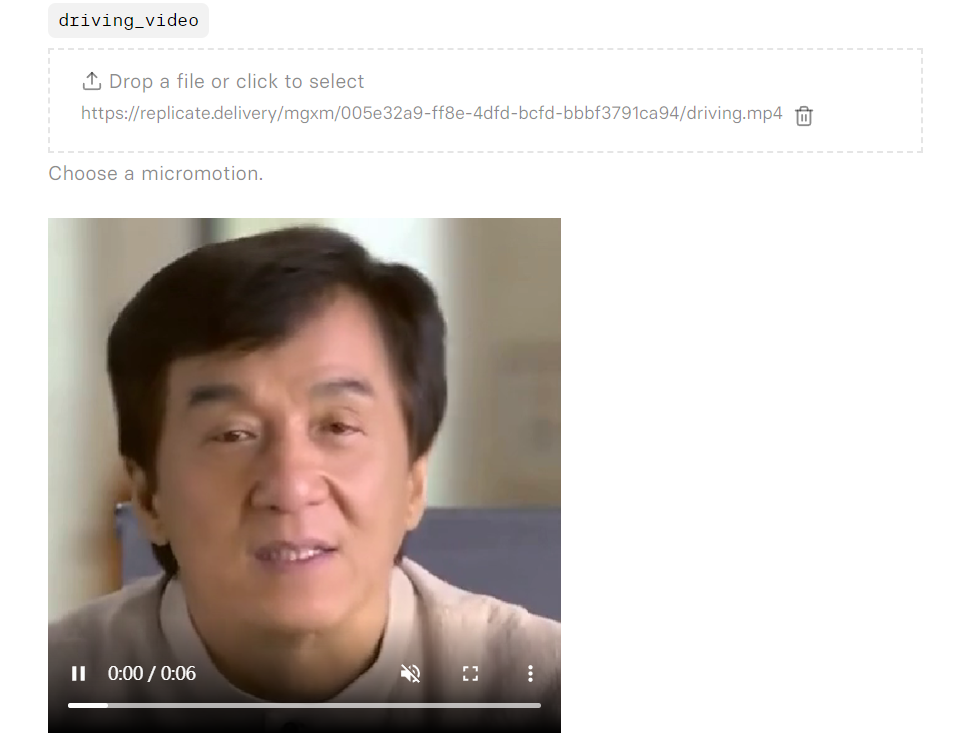 driving_video
Drop a file or click to select
https://replicate.delivery/mgxm/005e32a9-ff8e-4dfd-bcfd-bbbf3791ca94/driving.mp4
Choose a micromotion.
0:00 / 0:06